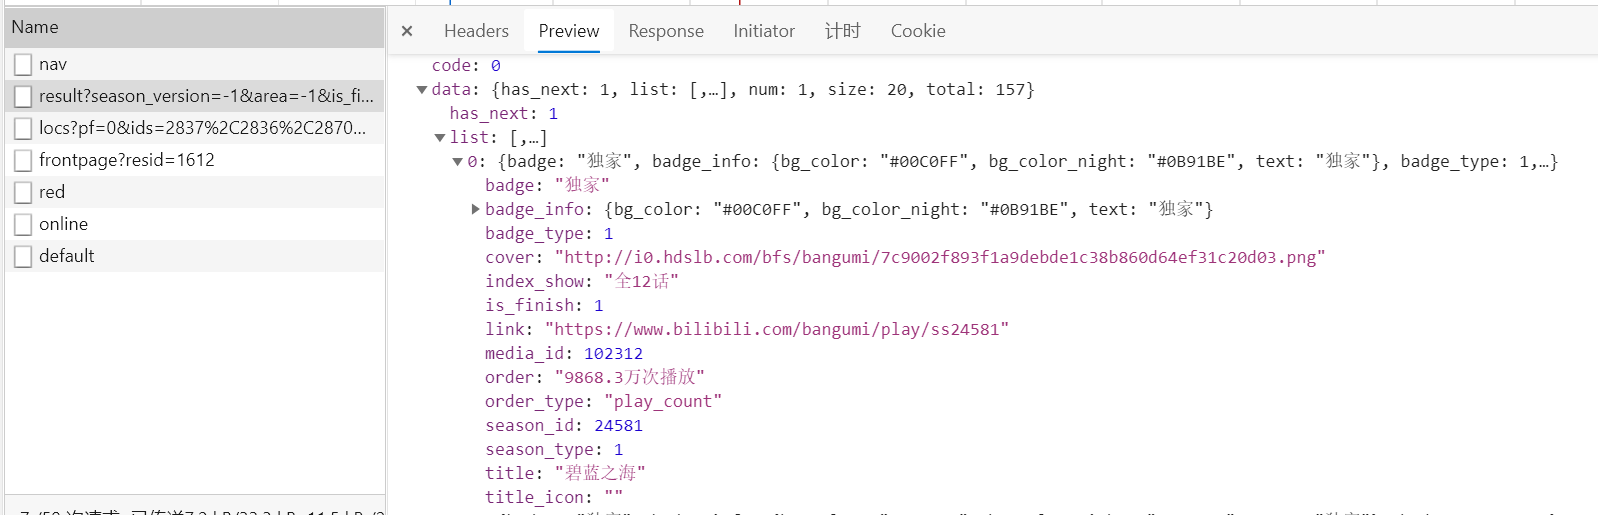 Name
nav
result?season_version=-1&area=-1&is_fi...
locs?pf=0&ids=2837%2C2836%2C2870...
frontpage?resid=1612
red
online
default
× Headers Preview Response Initiator 计时 Cookie
code: 0
data: {has_next: 1, list: [,…], num: 1, size: 20, total: 157}
has_next: 1
list: [,…]
0: {badge: "独家", badge_info: {bg_color: "#00C0FF", bg_color_night: "#0B91BE", text: "独家"}, badge_type: 1,…}
badge: "独家"
badge_info: {bg_color: "#00C0FF", bg_color_night: "#0B91BE", text: "独家"}
badge_type: 1
cover: "http://i0.hdslb.com/bfs/bangumi/7c9002f893f1a9debde1c38b860d64ef31c20d03.png"
index_show: "全12话"
is_finish: 1
link: "https://www.bilibili.com/bangumi/play/ss24581"
media_id: 102312
order: "9868.3万次播放"
order_type: "play_count"
season_id: 24581
season_type: 1
title: "碧蓝之海"
title_icon: ""